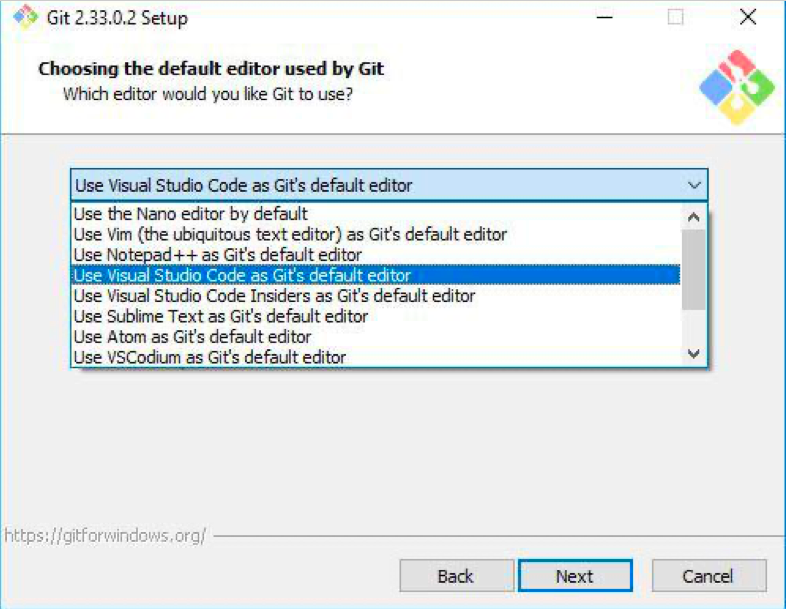 Git 2.33.0.2 Setup
Choosing the default editor used by Git
Which editor would you like Git to use?
Use Visual Studio Code as Git's default editor
Use the Nano editor by default
Use Vim (the ubiquitous text editor) as Git's default editor
Use Notepad++ as Git's default editor
Use Visual Studio Code as Git's default editor
Use Visual Studio Code Insiders as Git's default editor
Use Sublime Text as Git's default editor
Use Atom as Git's default editor
Use VSCodium as Git's default editor
https://gitforwindows.org/
Back Next Cancel